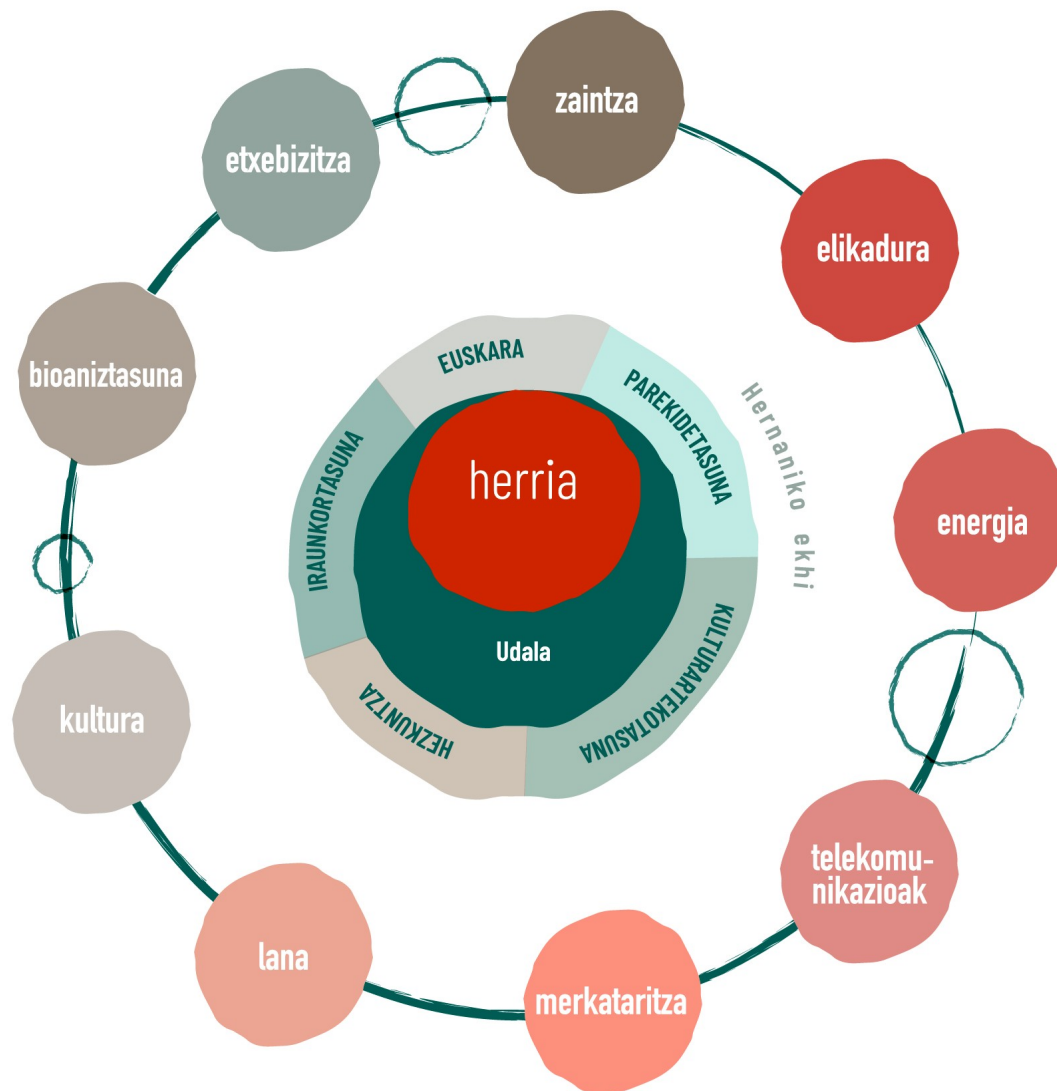 zaintza
elikadura
energia
telekomu-
nikazioak
merkataritza
lana
kultura
bioaniztasuna
etxebizitza
EUSKARA
PAREKIDETASUNA
KULTURARTEKOTASUNA
HEZKUNTZA
IRAUNKORTASUNA
herria
Udala
Hernaniko ekhi